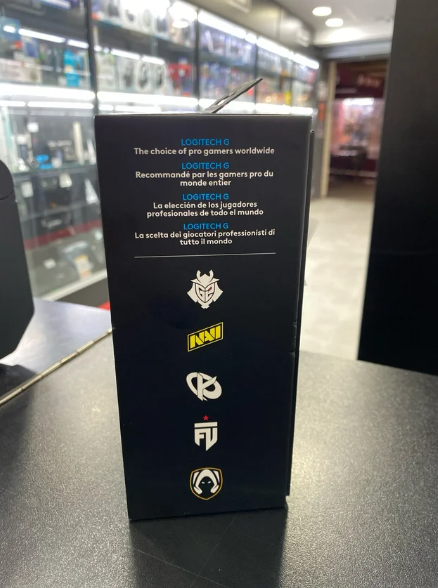 LOGITECH G
The choice of pro gamers worldwide
LOGITECH G
Recommandé par les gamers pro du
monde entier
LOGITECH G
La elección de los jugadores
profesionales de todo el mundo
LOGITECH G
La scelta dei giocatori professionisti di
tutto il mondo
G2
NAVI